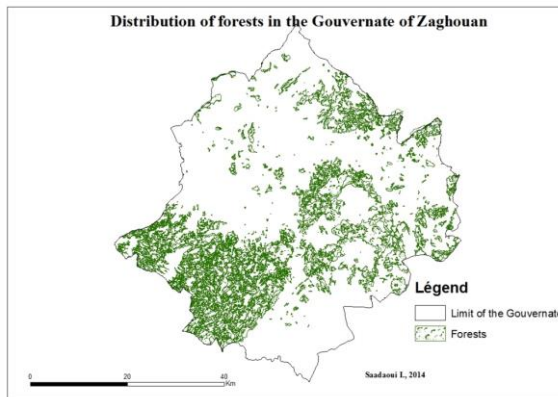 Distribution of forests in the Gouvernate of Zaghouan
Légend
Limit of the Gouvernate
Forests
0 20 40
Km
Saadaoui I., 2014